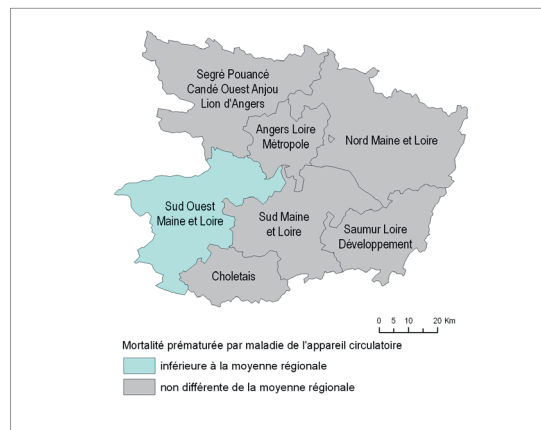 Segré Pouancé
Candé Ouest Anjou
Lion d'Angers
Angers Loire
Métropole
Nord Maine et Loire
Sud Ouest
Maine et Loire
Sud Maine
et Loire
Saumur Loire
Développement
Choletais
0 5 10 20 Km
Mortalité prématurée par maladie de l'appareil circulatoire
inférieure à la moyenne régionale
non différente de la moyenne régionale